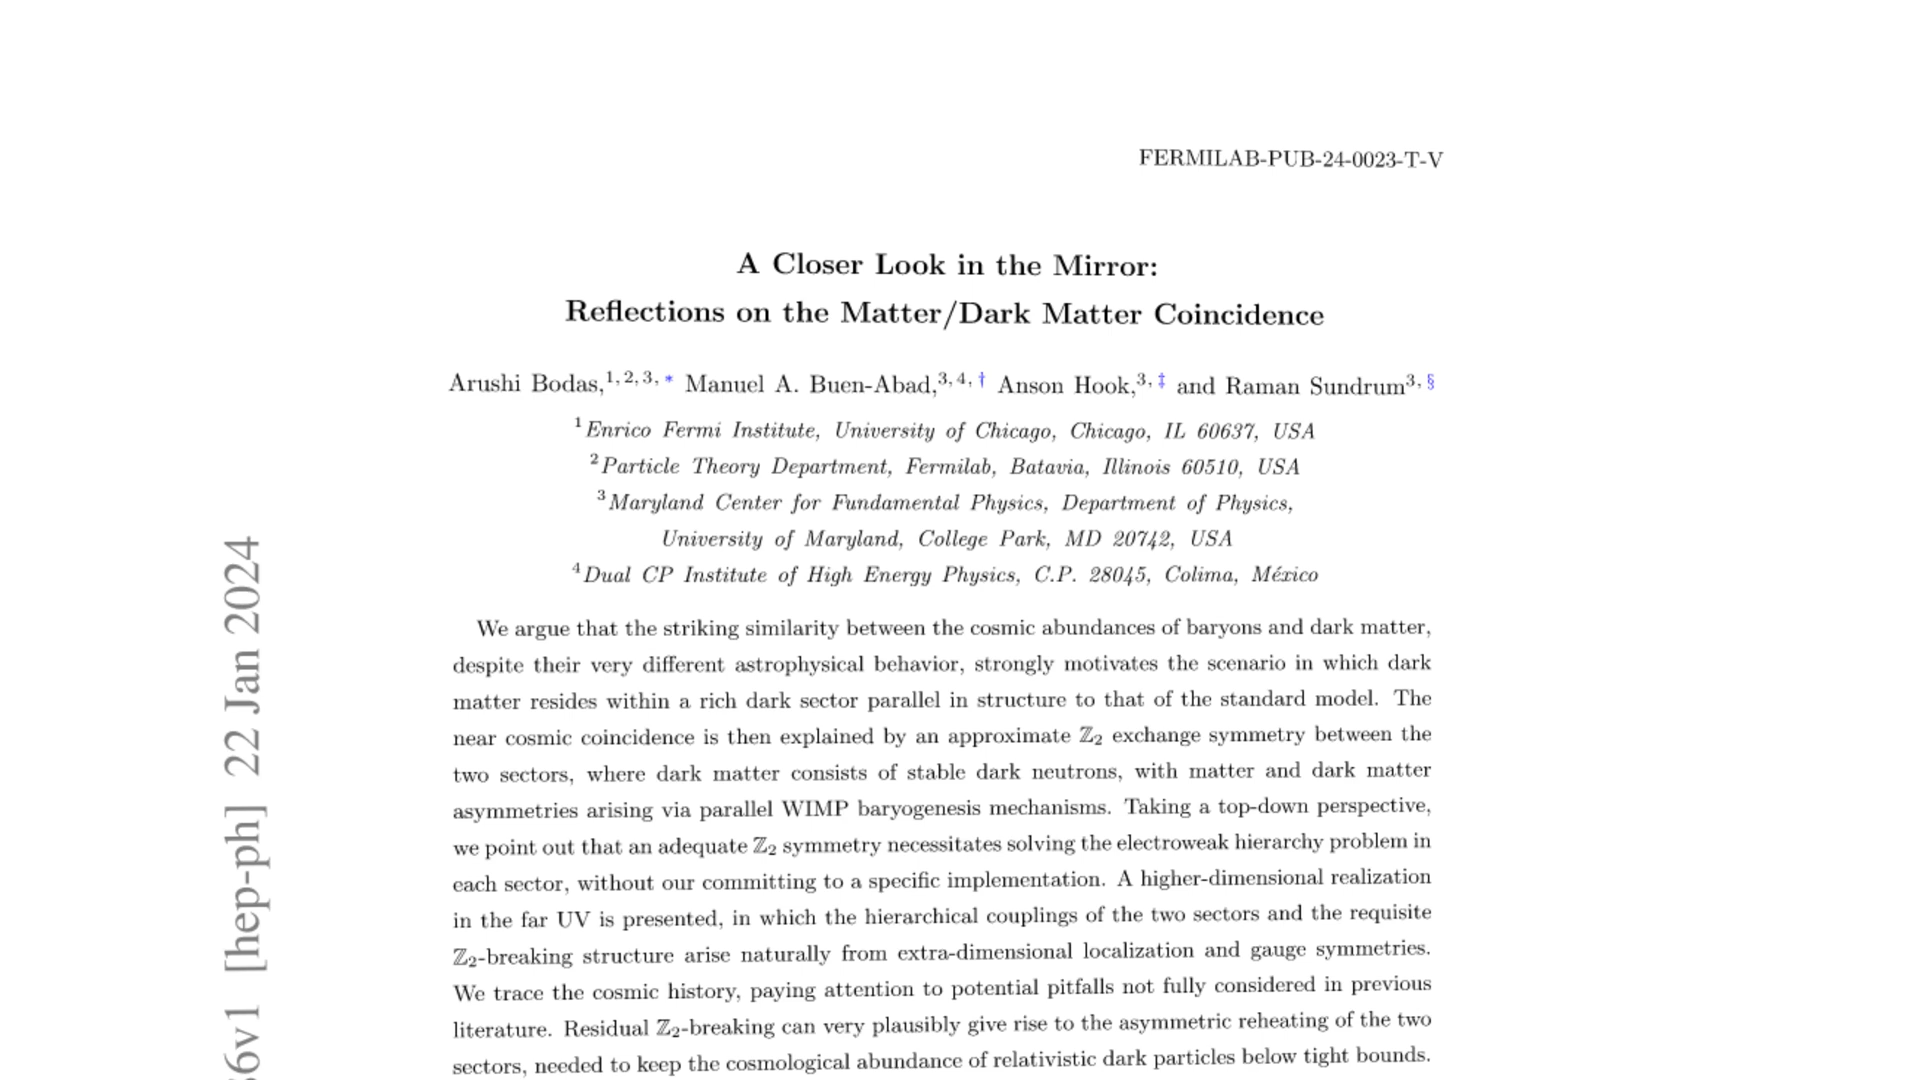 FERMILAB-PUB-24-0023-T-V
A Closer Look in the Mirror:
Reflections on the Matter/Dark Matter Coincidence
Arushi Bodas,1, 2, 3, * Manuel A. Buen-Abad,3, 4, † Anson Hook,3, ‡ and Raman Sundrum3, §
1Enrico Fermi Institute, University of Chicago, Chicago, IL 60637, USA
2Particle Theory Department, Fermilab, Batavia, Illinois 60510, USA
3Maryland Center for Fundamental Physics, Department of Physics,
University of Maryland, College Park, MD 20742, USA
4Dual CP Institute of High Energy Physics, C.P. 28045, Colima, México
We argue that the striking similarity between the cosmic abundances of baryons and dark matter,
despite their very different astrophysical behavior, strongly motivates the scenario in which dark
matter resides within a rich dark sector parallel in structure to that of the standard model. The
near cosmic coincidence is then explained by an approximate ℤ2 exchange symmetry between the
two sectors, where dark matter consists of stable dark neutrons, with matter and dark matter
asymmetries arising via parallel WIMP baryogenesis mechanisms. Taking a top-down perspective,
we point out that an adequate ℤ2 symmetry necessitates solving the electroweak hierarchy problem in
each sector, without our committing to a specific implementation. A higher-dimensional realization
in the far UV is presented, in which the hierarchical couplings of the two sectors and the requisite
ℤ2-breaking structure arise naturally from extra-dimensional localization and gauge symmetries.
We trace the cosmic history, paying attention to potential pitfalls not fully considered in previous
literature. Residual ℤ2-breaking can very plausibly give rise to the asymmetric reheating of the two
sectors, needed to keep the cosmological abundance of relativistic dark particles below tight bounds.
6v1 [hep-ph] 22 Jan 2024